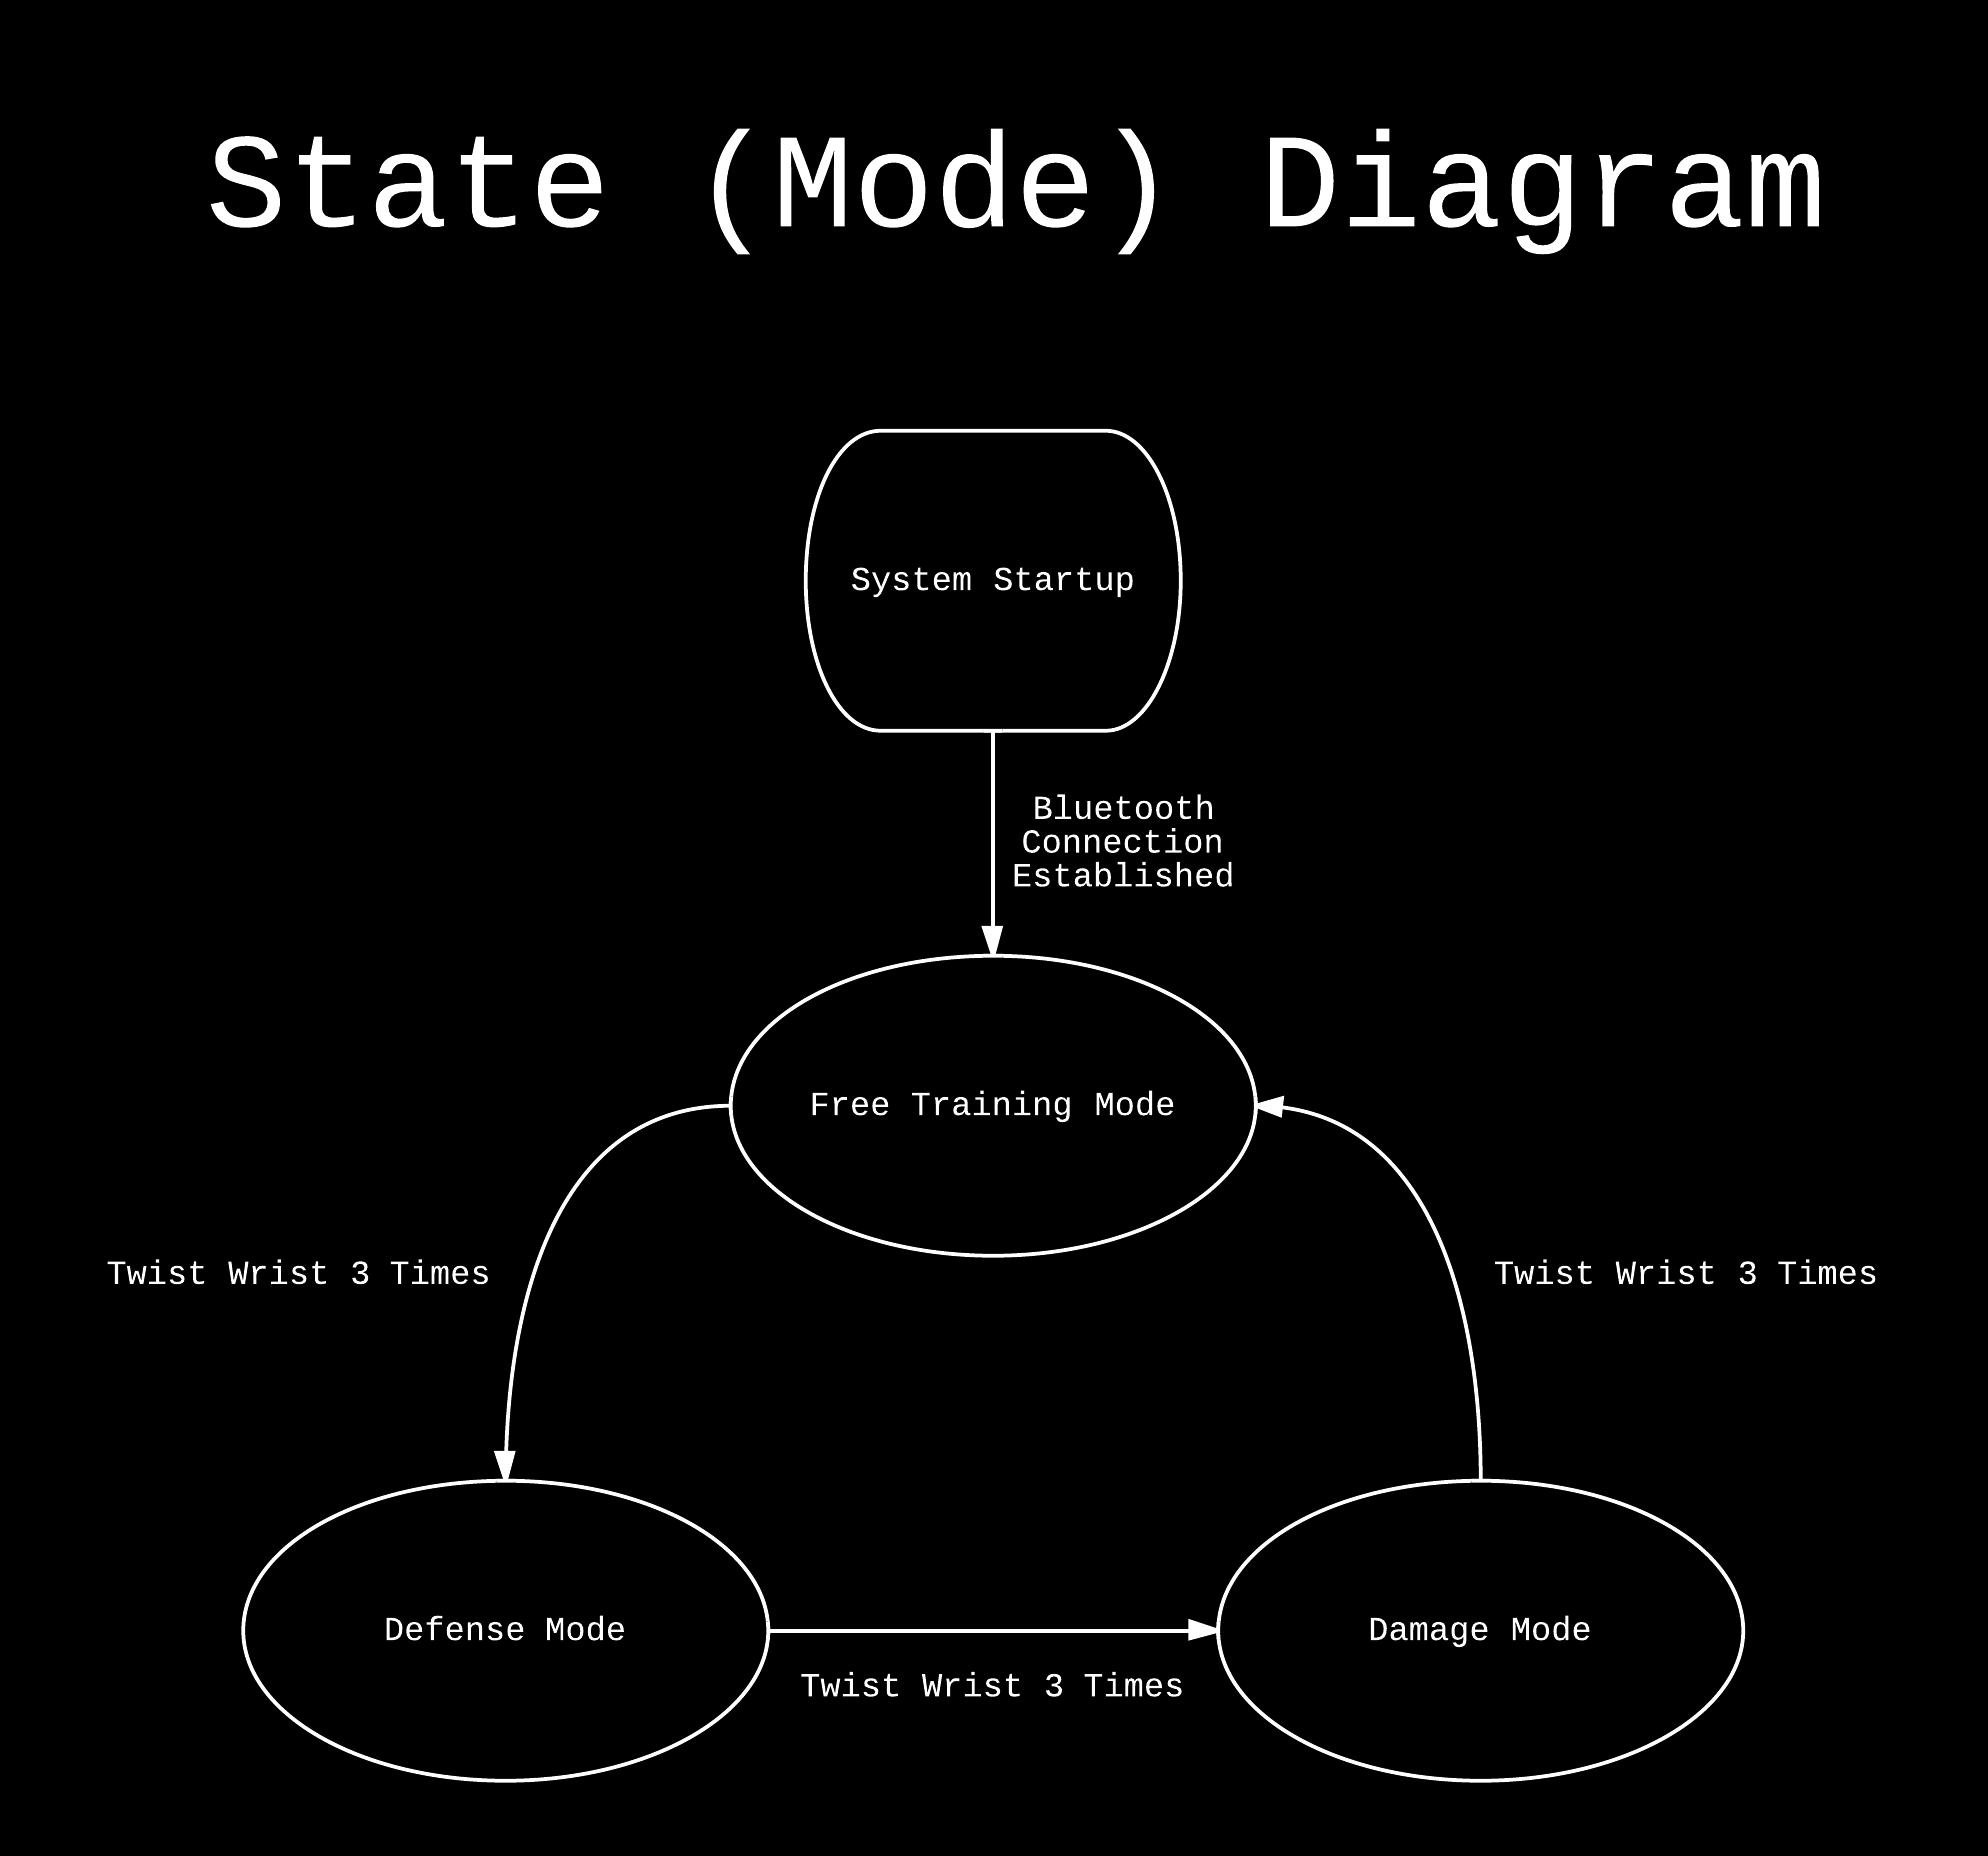 State (Mode) Diagram
System Startup
Bluetooth
Connection
Established
Free Training Mode
Twist Wrist 3 Times
Twist Wrist 3 Times
Defense Mode
Damage Mode
Twist Wrist 3 Times